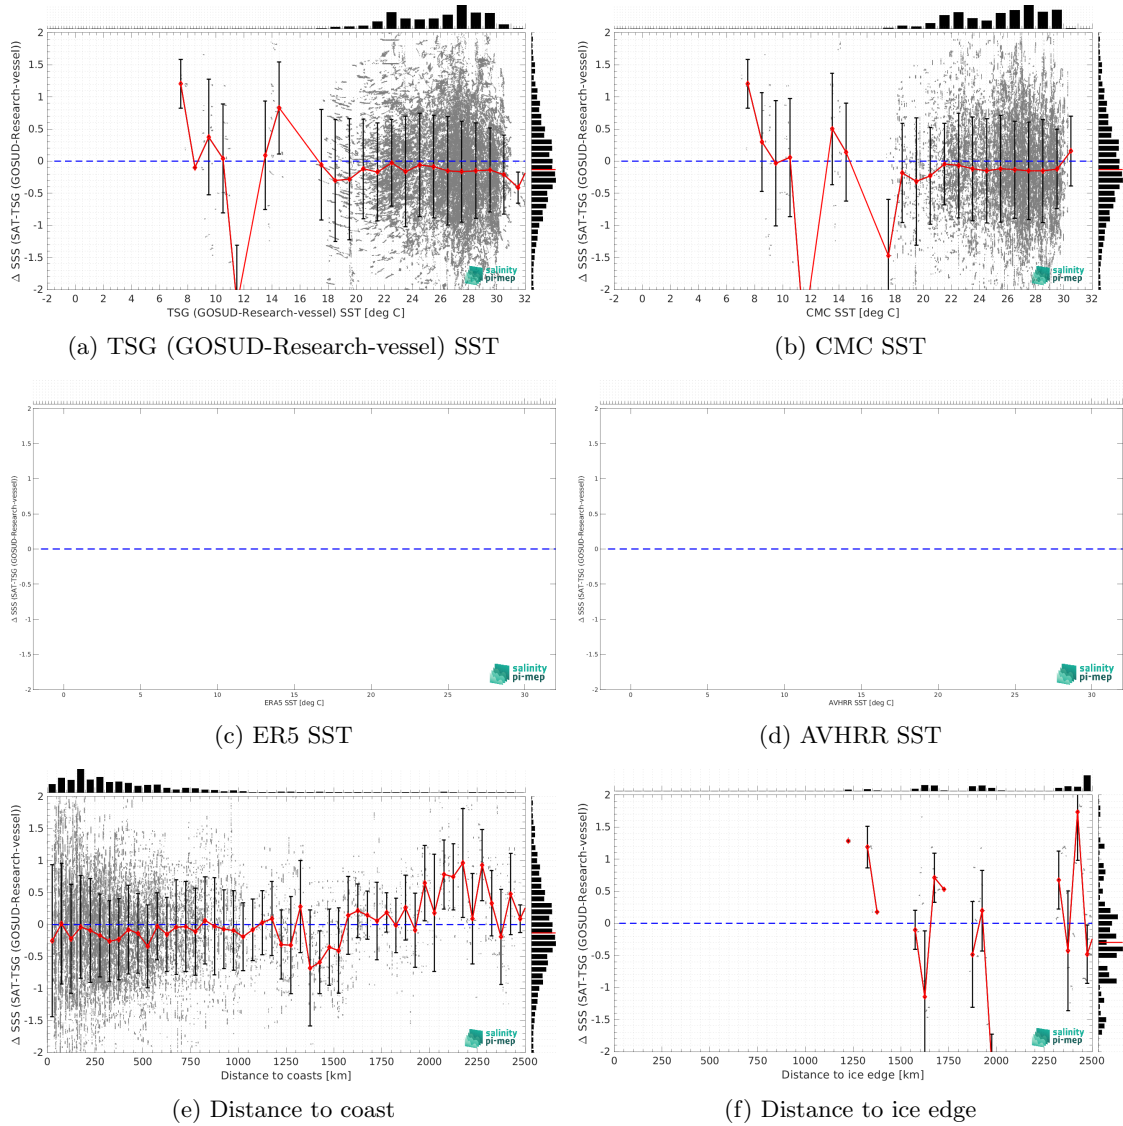 2
1.5
1
0.5
0
-0.5
-1
-1.5
-2
Δ SSS (SAT-TSG (GOSUD-Research-vessel))
salinity
pi-mep
-2 0 2 4 6 8 10 12 14 16 18 20 22 24 26 28 30 32
TSG (GOSUD-Research-vessel) SST [deg C]
(a) TSG (GOSUD-Research-vessel) SST
2
1.5
1
0.5
0
-0.5
-1
-1.5
-2
Δ SSS (SAT-TSG (GOSUD-Research-vessel))
salinity
pi-mep
-2 0 2 4 6 8 10 12 14 16 18 20 22 24 26 28 30 32
CMC SST [deg C]
(b) CMC SST
2
1.5
1
0.5
0
-0.5
-1
-1.5
-2
Δ SSS (SAT-TSG (GOSUD-Research-vessel))
salinity
pi-mep
0 5 10 15 20 25 30
ERA5 SST [deg C]
(c) ER5 SST
2
1.5
1
0.5
0
-0.5
-1
-1.5
-2
Δ SSS (SAT-TSG (GOSUD-Research-vessel))
salinity
pi-mep
0 5 10 15 20 25 30
AVHRR SST [deg C]
(d) AVHRR SST
2
1.5
1
0.5
0
-0.5
-1
-1.5
-2
Δ SSS (SAT-TSG (GOSUD-Research-vessel))
salinity
pi-mep
0 250 500 750 1000 1250 1500 1750 2000 2250 2500
Distance to coasts [km]
(e) Distance to coast
2
1.5
1
0.5
0
-0.5
-1
-1.5
-2
Δ SSS (SAT-TSG (GOSUD-Research-vessel))
salinity
pi-mep
0 250 500 750 1000 1250 1500 1750 2000 2250 2500
Distance to ice edge [km]
(f) Distance to ice edge